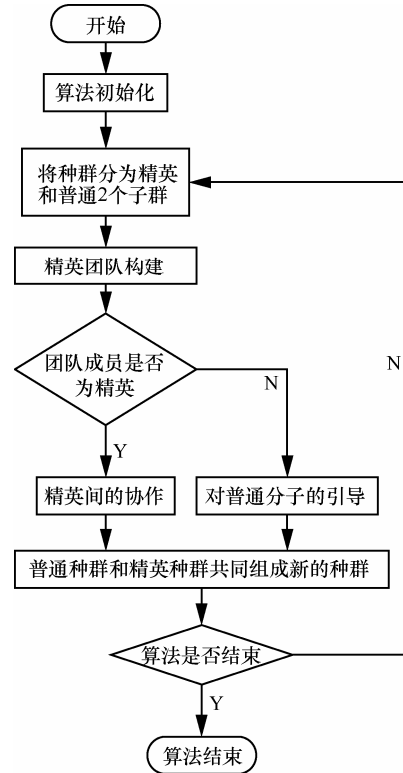 开始
算法初始化
将种群分为精英
和普通2个子群
精英团队构建
团队成员是否
为精英
N
N
Y
精英间的协作
对普通分子的引导
普通种群和精英种群共同组成新的种群
算法是否结束
Y
算法结束